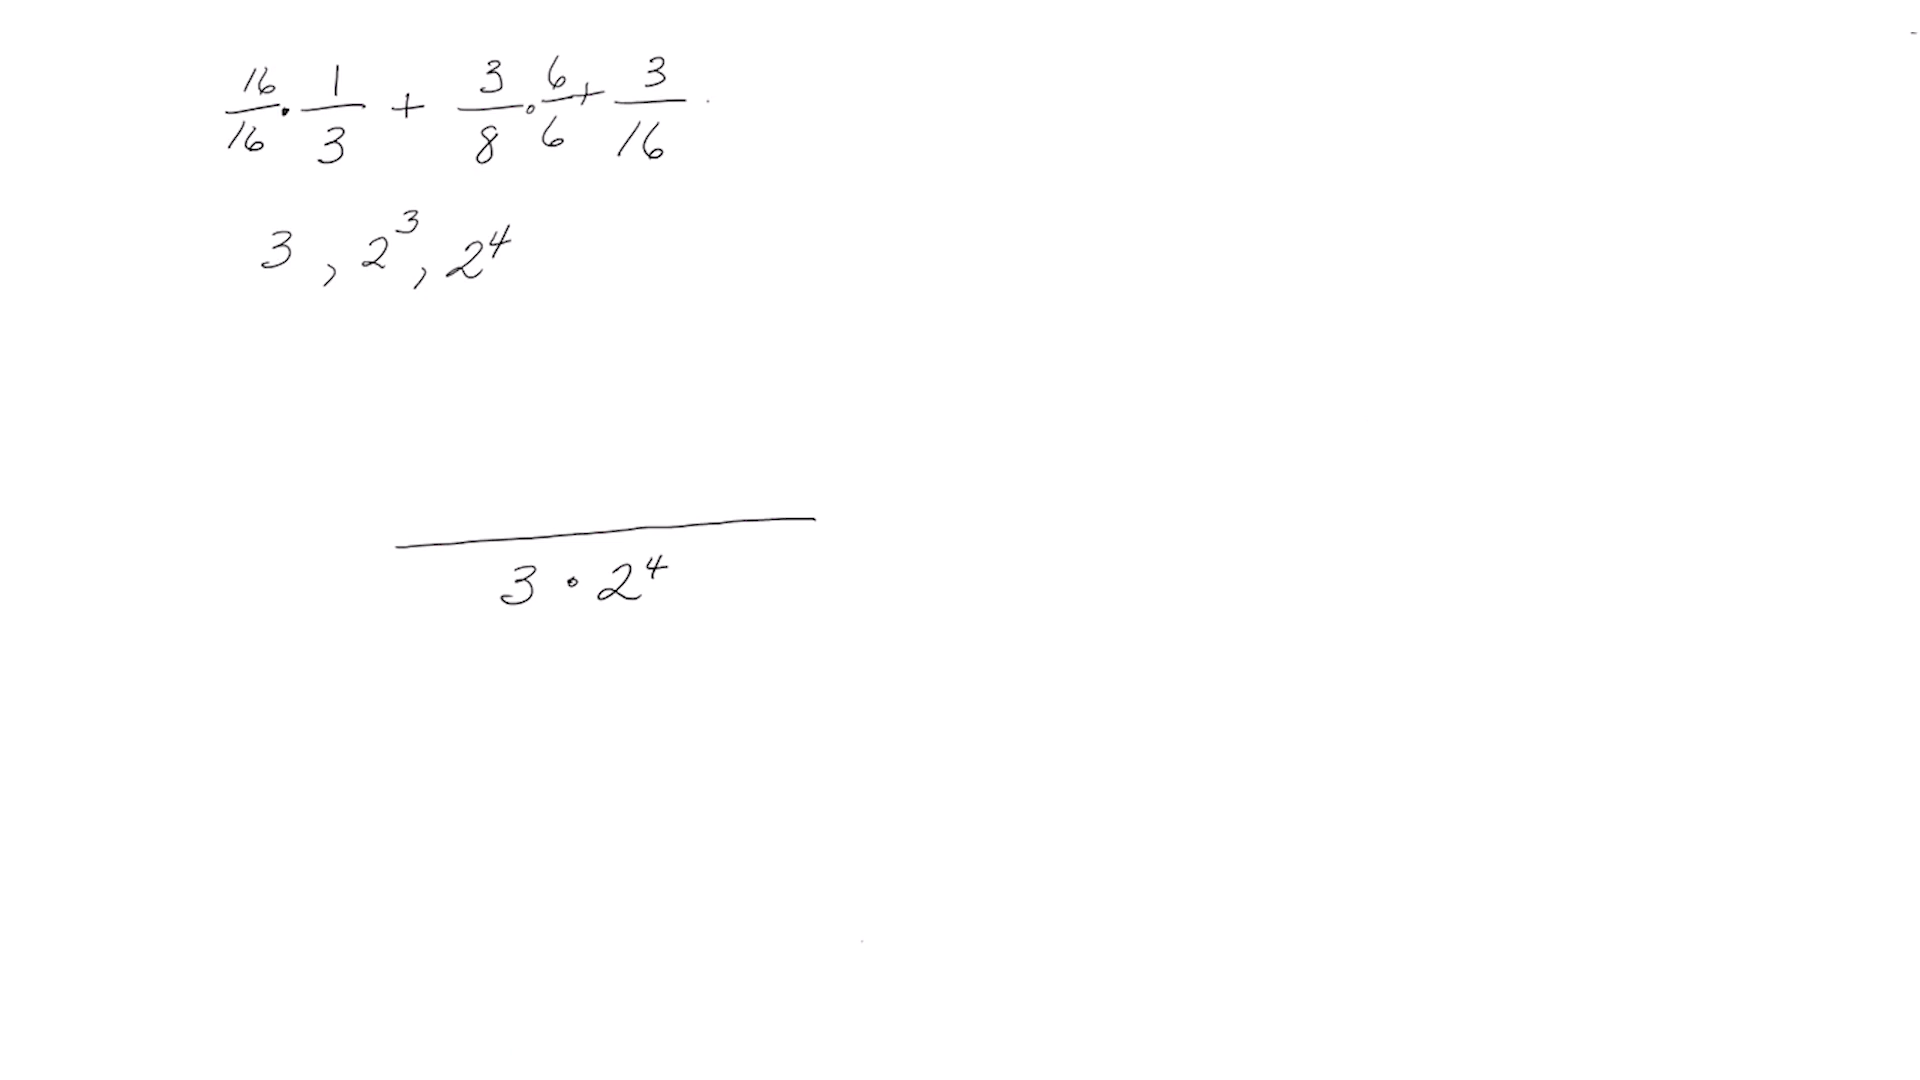 16/16 · 1/3 + 3/8 · 6/6 + 3/16
3 , 2^3 , 2^4
/ 3 · 2^4